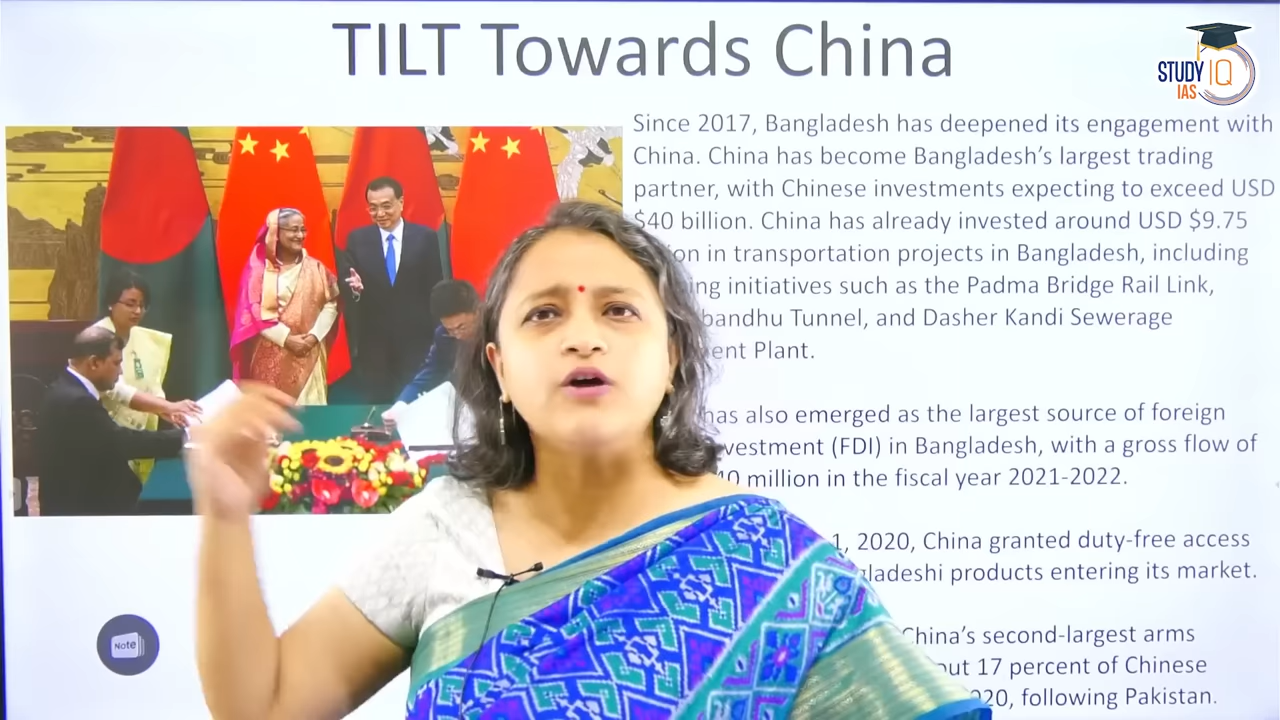 TILT Towards China
STUDY IQ
IAS
Since 2017, Bangladesh has deepened its engagement with
China. China has become Bangladesh's largest trading
partner, with Chinese investments expecting to exceed USD
$40 billion. China has already invested around USD $9.75
in transportation projects in Bangladesh, including
initiatives such as the Padma Bridge Rail Link,
Tunnel, and Dasher Kandi Sewerage
Plant.
has also emerged as the largest source of foreign
(FDI) in Bangladesh, with a gross flow of
million in the fiscal year 2021-2022.
1, 2020, China granted duty-free access
products entering its market.
China's second-largest arms
17 percent of Chinese
following Pakistan.
Note